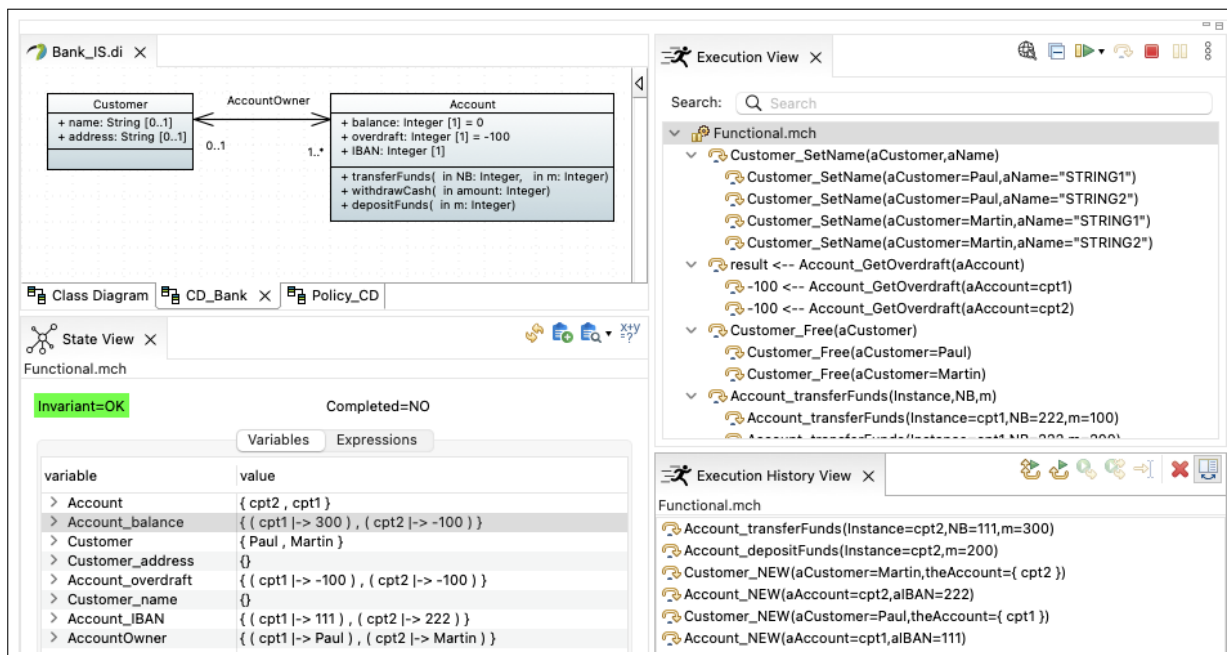 Bank_IS.di
Customer
+ name: String [0..1]
+ address: String [0..1]
AccountOwner
0..1
1..*
Account
+ balance: Integer [1] = 0
+ overdraft: Integer [1] = -100
+ IBAN: Integer [1]
+ transferFunds( in NB: Integer, in m: Integer)
+ withdrawCash( in amount: Integer)
+ depositFunds( in m: Integer)
Class Diagram
CD_Bank
Policy_CD
State View
x+y
=?
Functional.mch
Invariant=OK
Completed=NO
Variables
Expressions
variable value
Account { cpt2 , cpt1 }
Account_balance { ( cpt1 |-> 300 ) , ( cpt2 |-> -100 ) }
Customer { Paul , Martin }
Customer_address {}
Account_overdraft { ( cpt1 |-> -100 ) , ( cpt2 |-> -100 ) }
Customer_name {}
Account_IBAN { ( cpt1 |-> 111 ) , ( cpt2 |-> 222 ) }
AccountOwner { ( cpt1 |-> Paul ) , ( cpt2 |-> Martin ) }
Execution View
Search: Search
Functional.mch
Customer_SetName(aCustomer,aName)
Customer_SetName(aCustomer=Paul,aName="STRING1")
Customer_SetName(aCustomer=Paul,aName="STRING2")
Customer_SetName(aCustomer=Martin,aName="STRING1")
Customer_SetName(aCustomer=Martin,aName="STRING2")
result <-- Account_GetOverdraft(aAccount)
-100 <-- Account_GetOverdraft(aAccount=cpt1)
-100 <-- Account_GetOverdraft(aAccount=cpt2)
Customer_Free(aCustomer)
Customer_Free(aCustomer=Paul)
Customer_Free(aCustomer=Martin)
Account_transferFunds(Instance,NB,m)
Account_transferFunds(Instance=cpt1,NB=222,m=100)
Execution History View
Functional.mch
Account_transferFunds(Instance=cpt2,NB=111,m=300)
Account_depositFunds(Instance=cpt2,m=200)
Customer_NEW(aCustomer=Martin,theAccount={ cpt2 })
Account_NEW(aAccount=cpt2,aIBAN=222)
Customer_NEW(aCustomer=Paul,theAccount={ cpt1 })
Account_NEW(aAccount=cpt1,aIBAN=111)